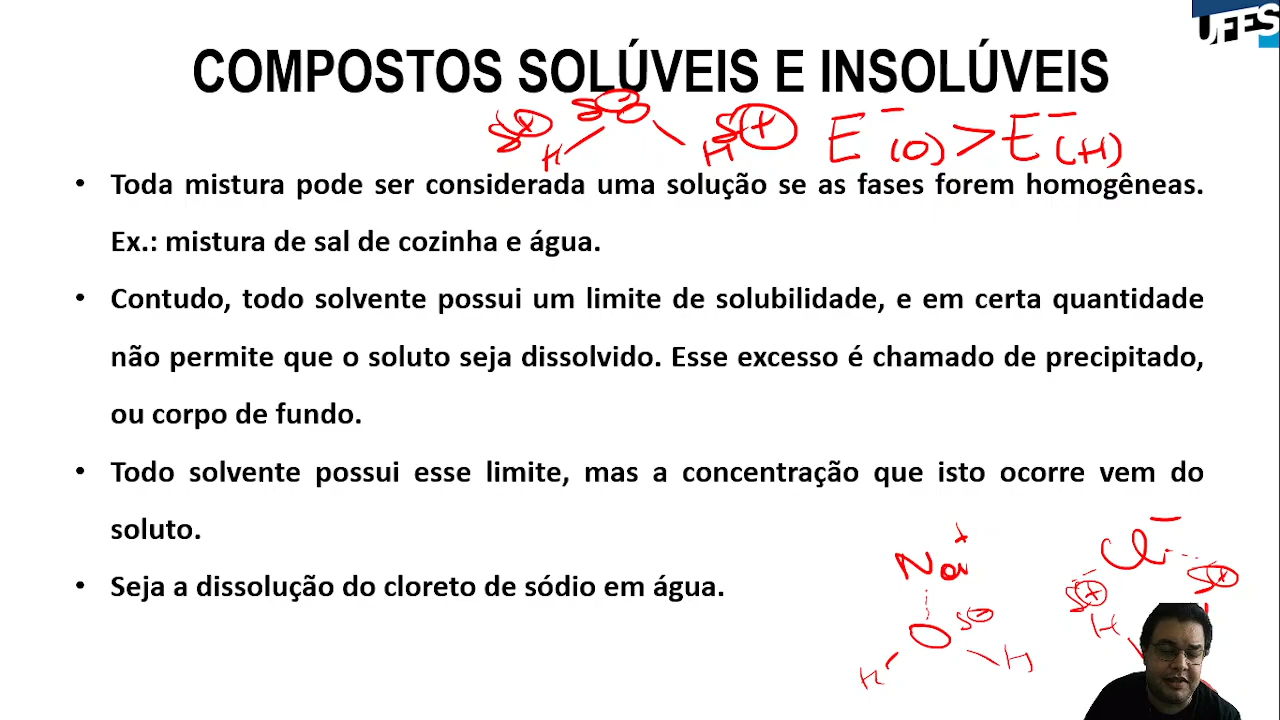 UFES
COMPOSTOS SOLÚVEIS E INSOLÚVEIS
δ+ δ- O δ+ E⁻(O) > E⁻(H)
H H
• Toda mistura pode ser considerada uma solução se as fases forem homogêneas.
Ex.: mistura de sal de cozinha e água.
• Contudo, todo solvente possui um limite de solubilidade, e em certa quantidade
não permite que o soluto seja dissolvido. Esse excesso é chamado de precipitado,
ou corpo de fundo.
• Todo solvente possui esse limite, mas a concentração que isto ocorre vem do
soluto.
• Seja a dissolução do cloreto de sódio em água.
Na+ Cl-
δ+ δ+
O δ- H
H H